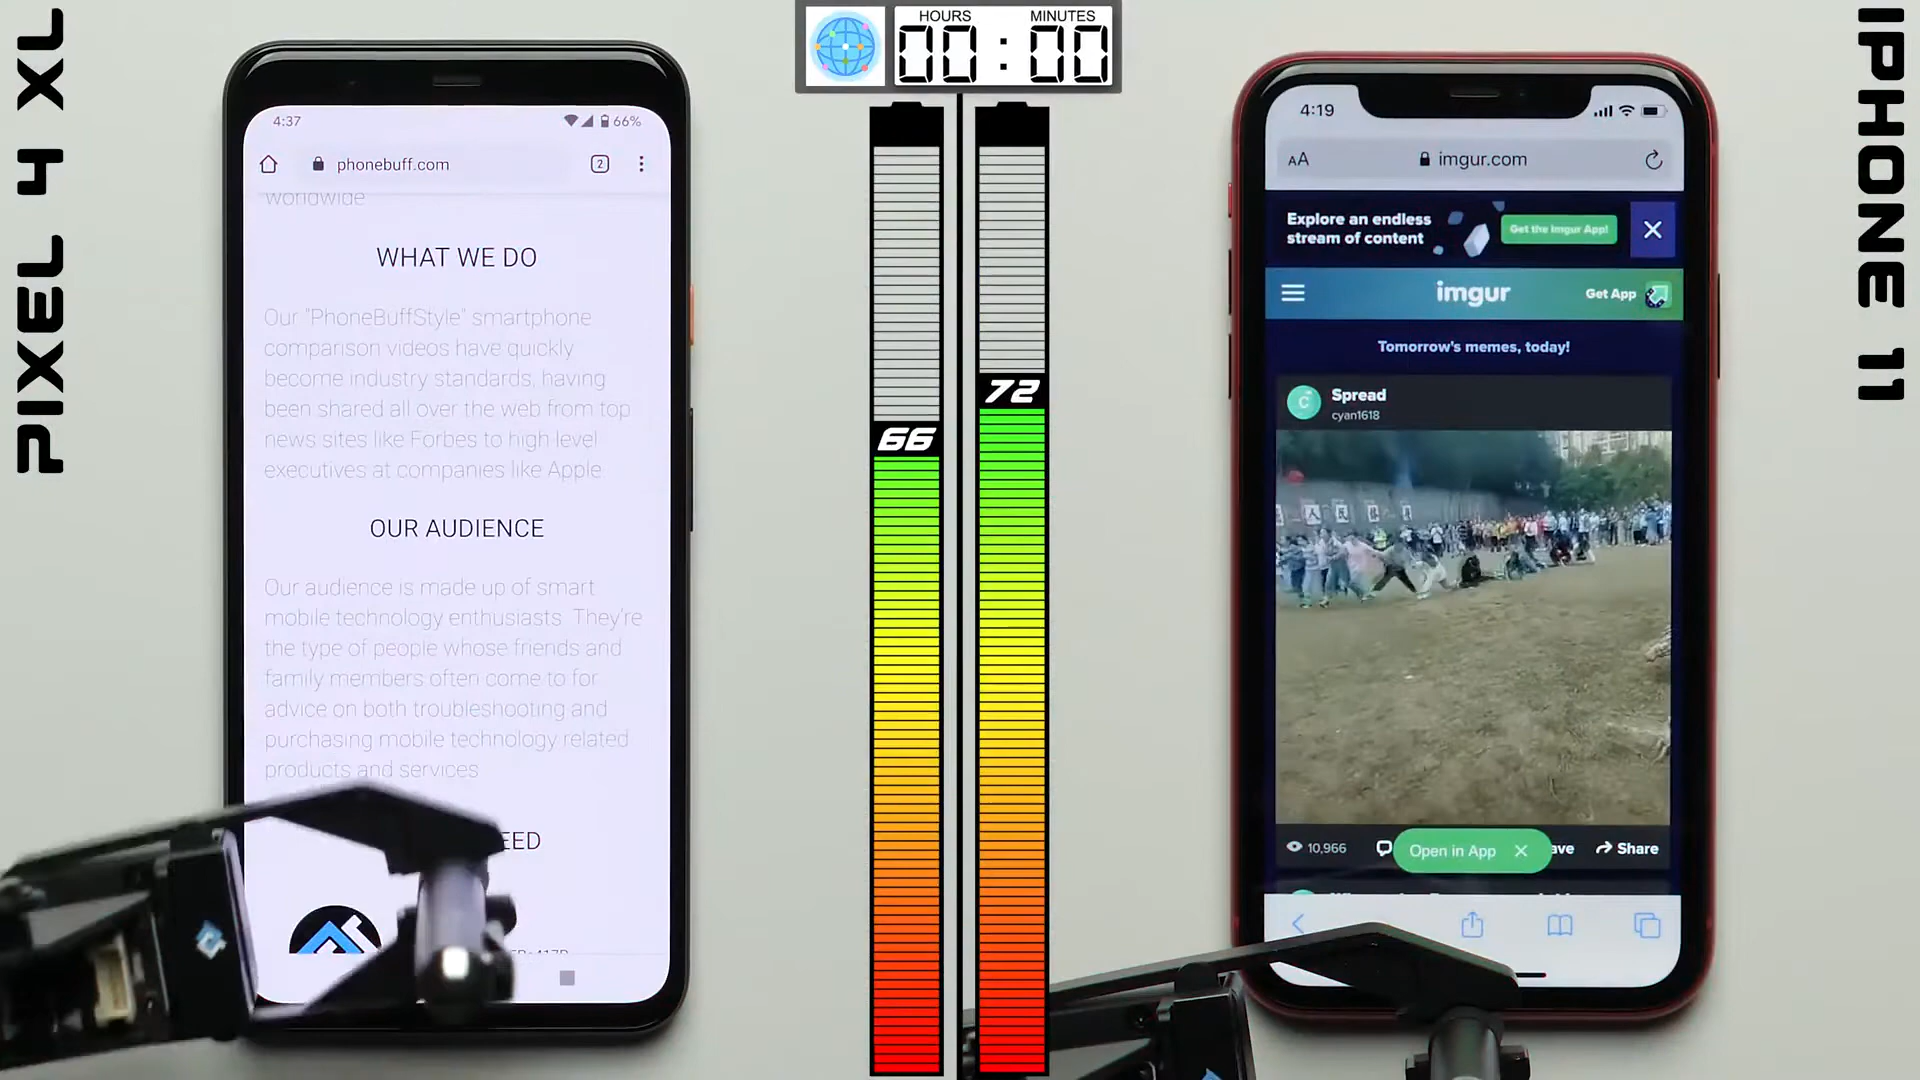 PIXEL 4 XL
HOURS
MINUTES
00:00
66
72
4:37
66%
phonebuff.com
2
worldwide
WHAT WE DO
Our "PhoneBuffStyle" smartphone
comparison videos have quickly
become industry standards, having
been shared all over the web from top
news sites like Forbes to high level
executives at companies like Apple
OUR AUDIENCE
Our audience is made up of smart
mobile technology enthusiasts. They're
the type of people whose friends and
family members often come to for
advice on both troubleshooting and
purchasing mobile technology related
products and services
EED
IPHONE 11
4:19
AA
imgur.com
Explore an endless
stream of content
Get the Imgur App!
imgur
Get App
Tomorrow's memes, today!
C
Spread
cyan1618
10,966
Open in App
ave
Share